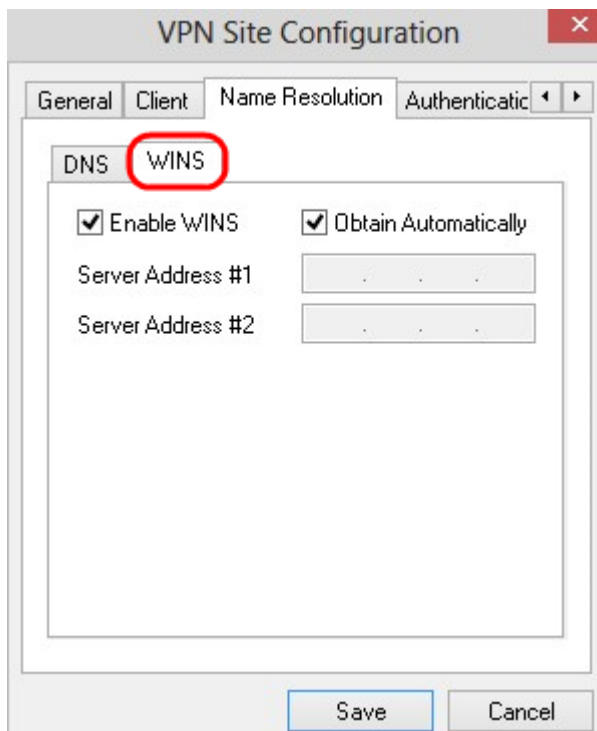 VPN Site Configuration
General Client Name Resolution Authenticatic
DNS WINS
Enable WINS Obtain Automatically
Server Address #1 . . .
Server Address #2 . . .
Save Cancel